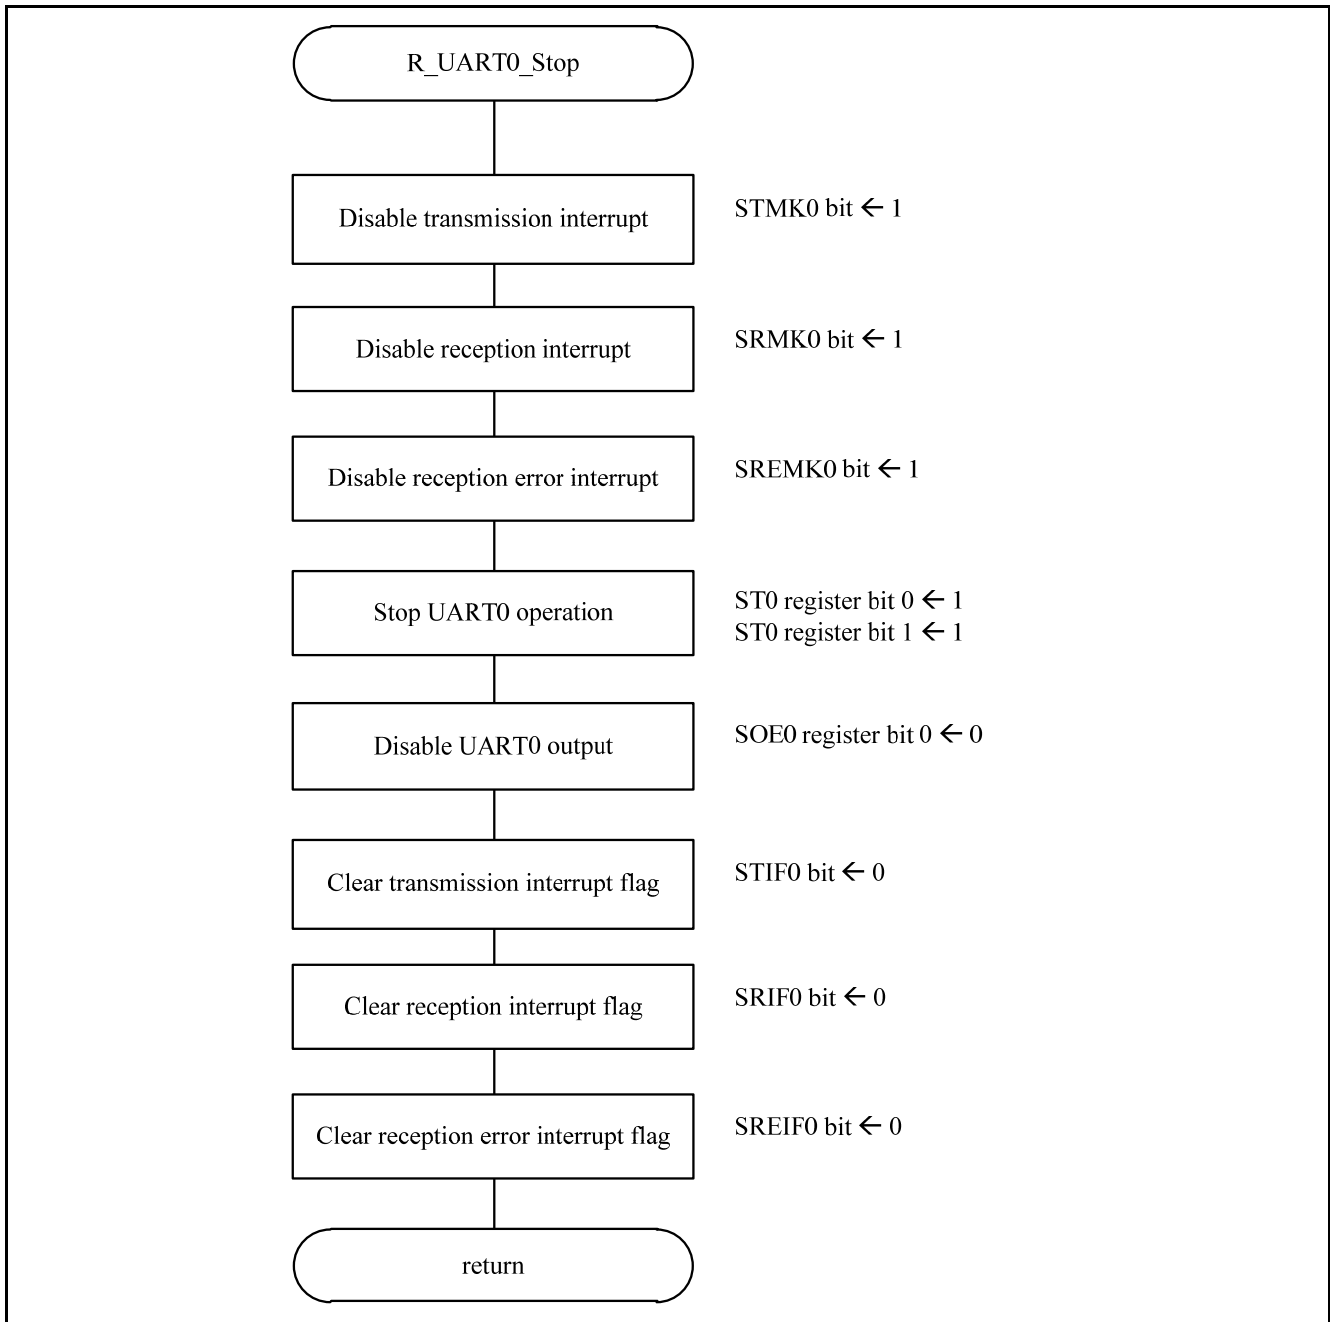 R_UART0_Stop
Disable transmission interrupt
STMK0 bit ← 1
Disable reception interrupt
SRMK0 bit ← 1
Disable reception error interrupt
SREMK0 bit ← 1
Stop UART0 operation
ST0 register bit 0 ← 1
ST0 register bit 1 ← 1
Disable UART0 output
SOE0 register bit 0 ← 0
Clear transmission interrupt flag
STIF0 bit ← 0
Clear reception interrupt flag
SRIF0 bit ← 0
Clear reception error interrupt flag
SREIF0 bit ← 0
return